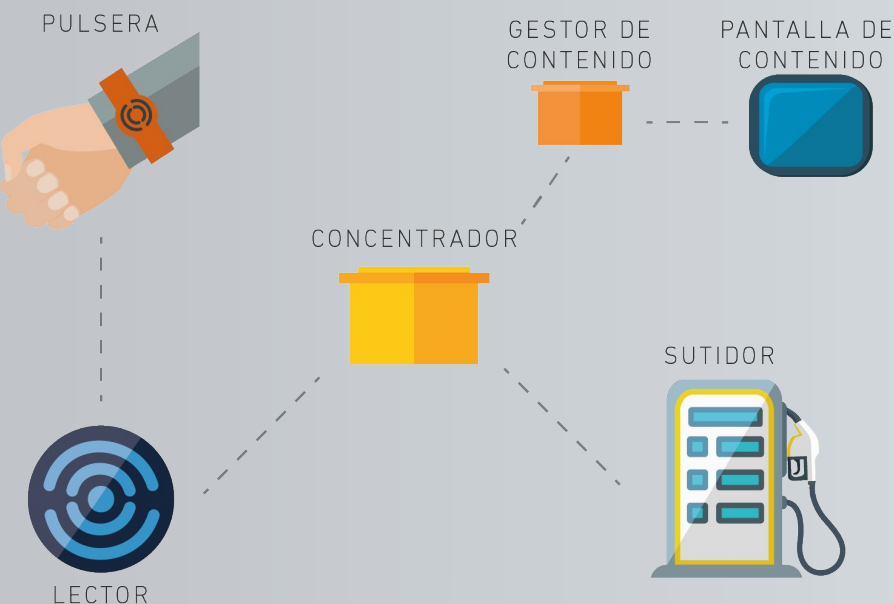 PULSERA
GESTOR DE
CONTENIDO
PANTALLA DE
CONTENIDO
CONCENTRADOR
SUTIDOR
LECTOR